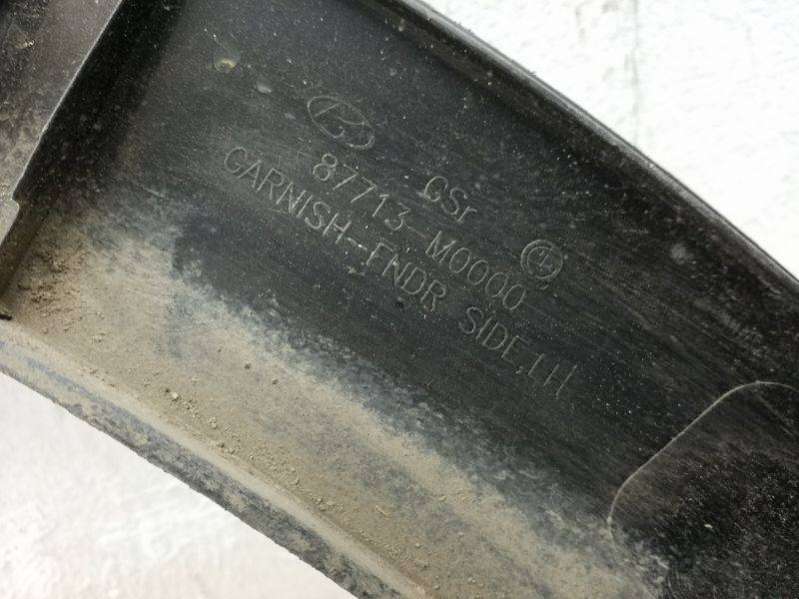 GSr
87713-M0000
GARNISH-FNDR SIDE,LH
L